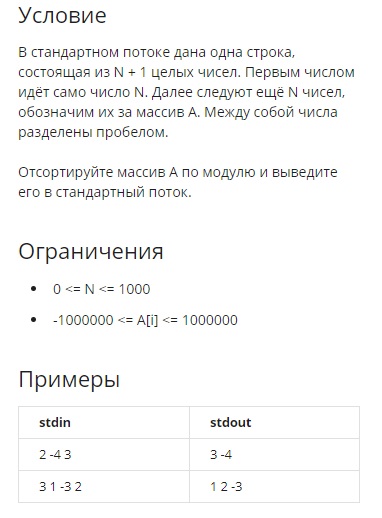 Условие
В стандартном потоке дана одна строка,
состоящая из N + 1 целых чисел. Первым числом
идёт само число N. Далее следуют ещё N чисел,
обозначим их за массив A. Между собой числа
разделены пробелом.
Отсортируйте массив A по модулю и выведите
его в стандартный поток.
Ограничения
• 0 <= N <= 1000
• -1000000 <= A[i] <= 1000000
Примеры
stdin stdout
2 -4 3 3 -4
3 1 -3 2 1 2 -3